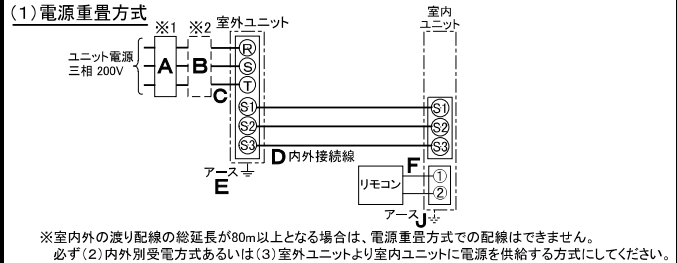 (1)電源重畳方式
※1 ※2 室外ユニット 室内ユニット
ユニット電源
三相 200V
A B C
R
S
T
S1 S1
S2 S2
S3 S3
D 内外接続線
アース
E
F
リモコン ① ②
アース J
※室内外の渡り配線の総延長が80m以上となる場合は、電源重畳方式での配線はできません。
必ず(2)内外別受電方式あるいは(3)室外ユニットより室内ユニットに電源を供給する方式にしてください。